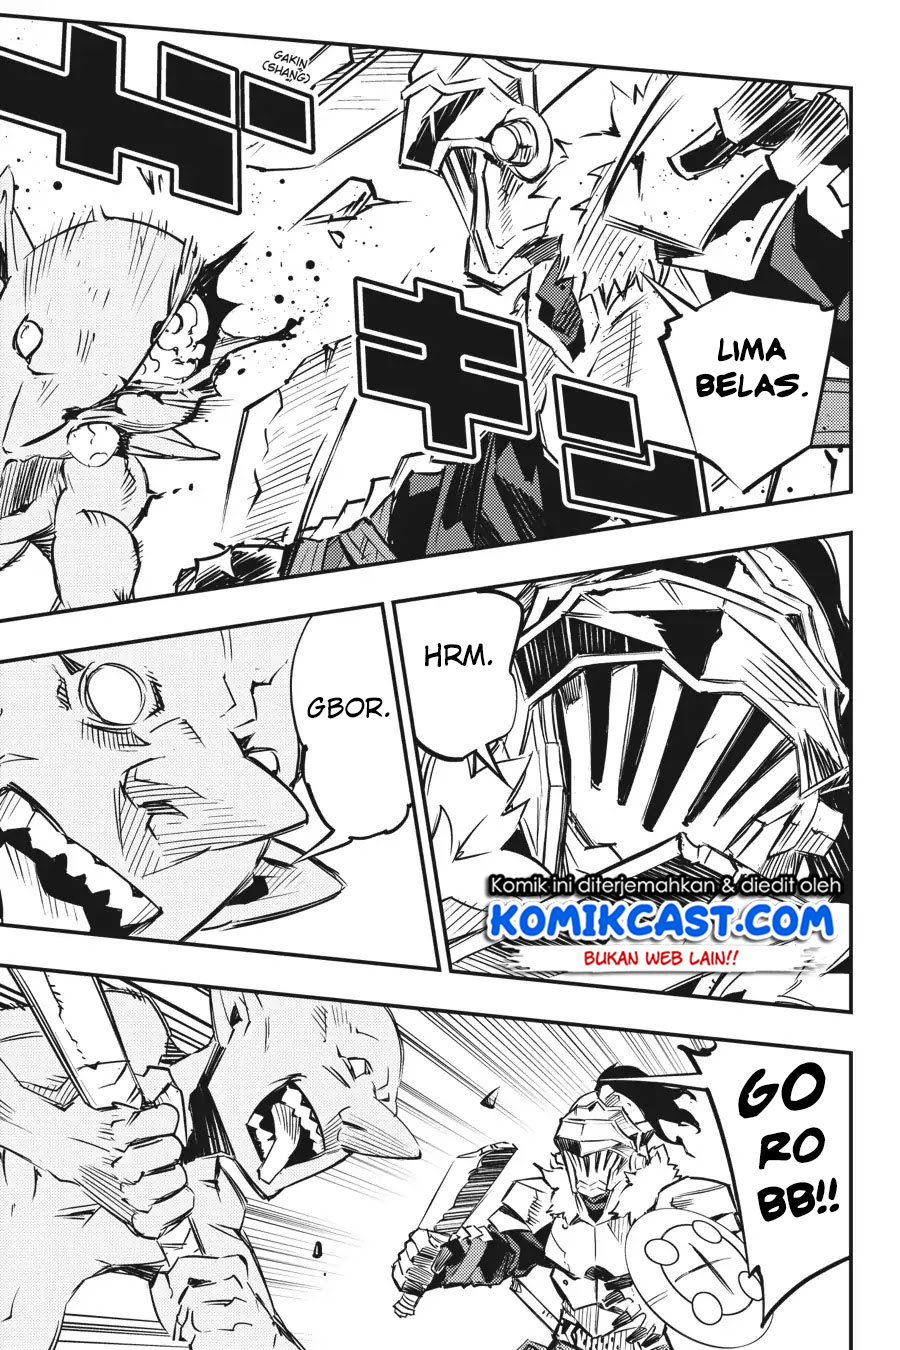 GAKIN
(SHANG)
ガキン
LIMA
BELAS.
HRM.
GBOR.
Komik ini diterjemahkan & diedit oleh
KOMIKCAST.COM
BUKAN WEB LAIN!!
GO
RO
BB!!